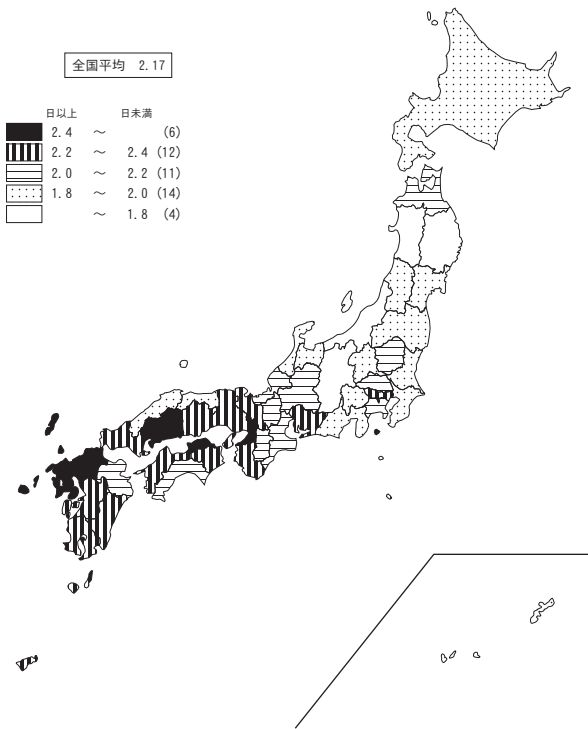 全国平均 2.17
日以上 日未満
2.4 ～ (6)
2.2 ～ 2.4 (12)
2.0 ～ 2.2 (11)
1.8 ～ 2.0 (14)
～ 1.8 (4)